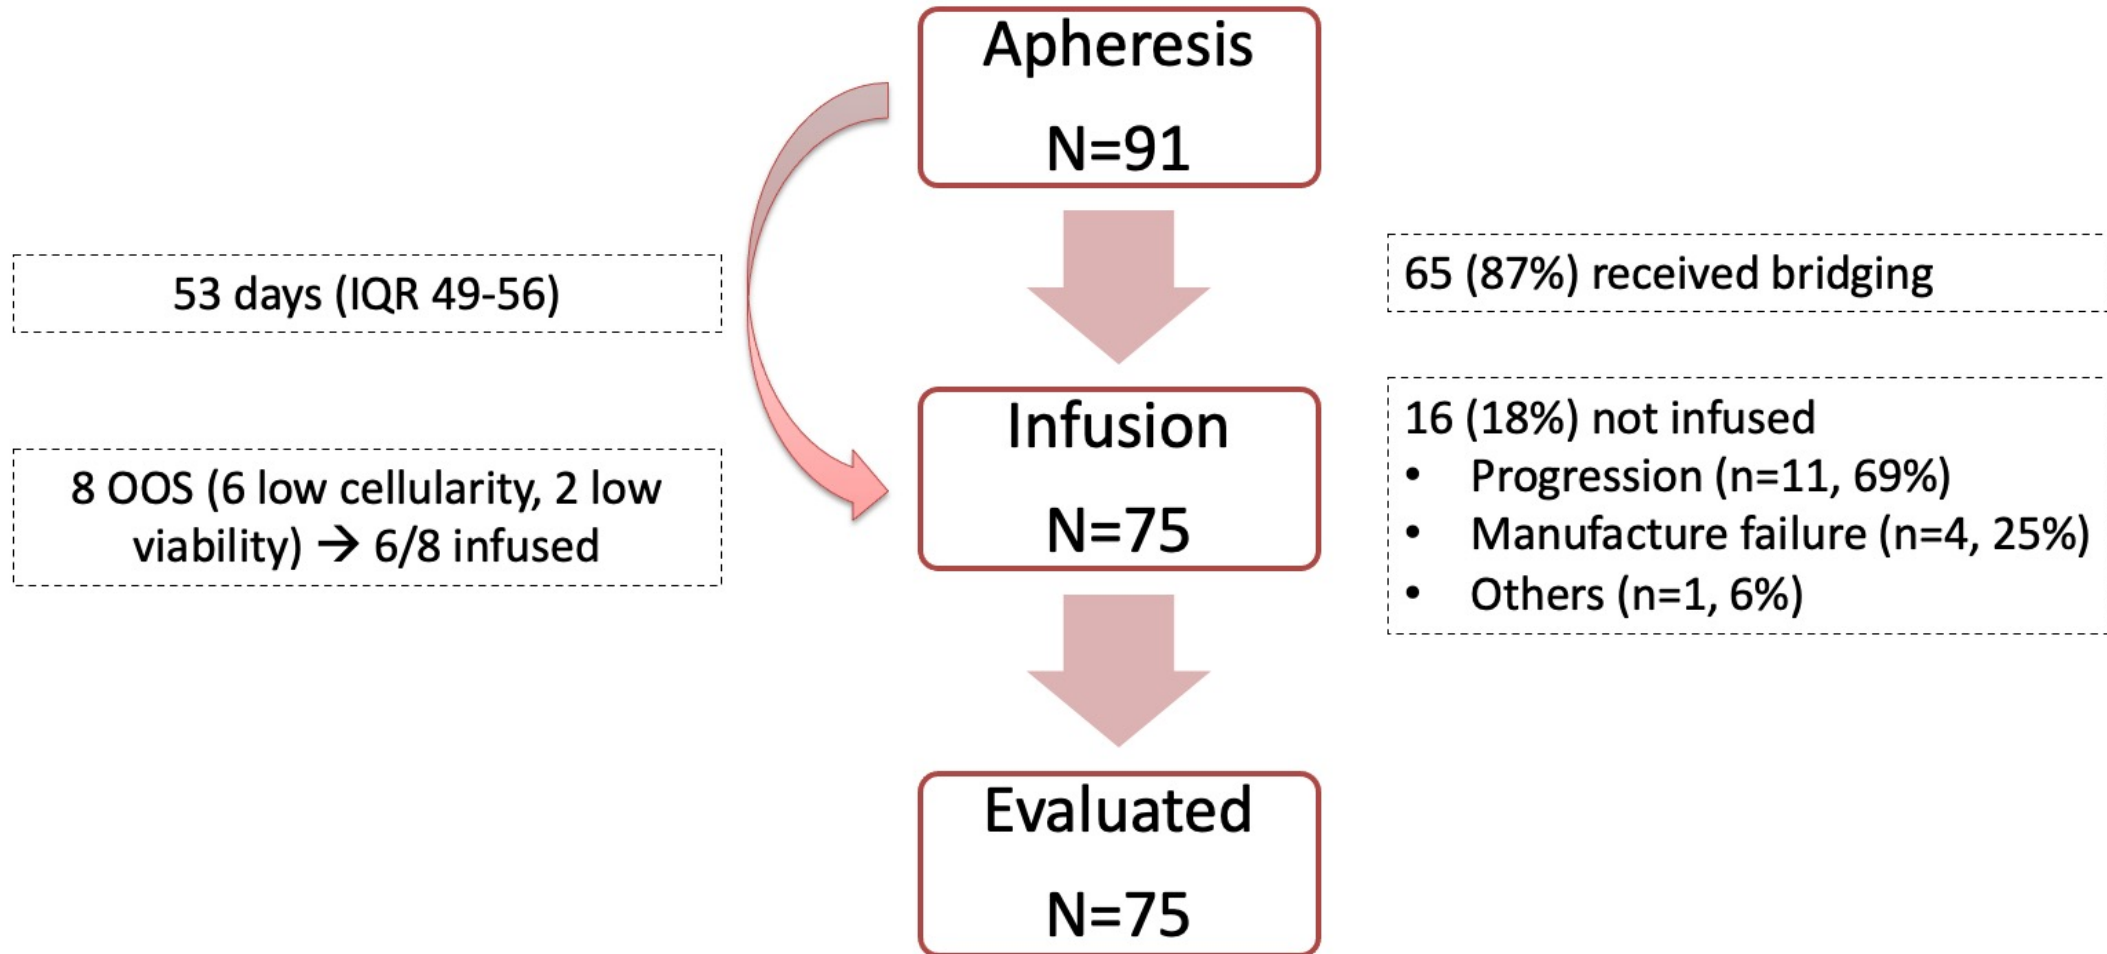 Apheresis
N=91
53 days (IQR 49-56)
65 (87%) received bridging
16 (18%) not infused
• Progression (n=11, 69%)
• Manufacture failure (n=4, 25%)
• Others (n=1, 6%)
Infusion
N=75
8 OOS (6 low cellularity, 2 low
viability) → 6/8 infused
Evaluated
N=75